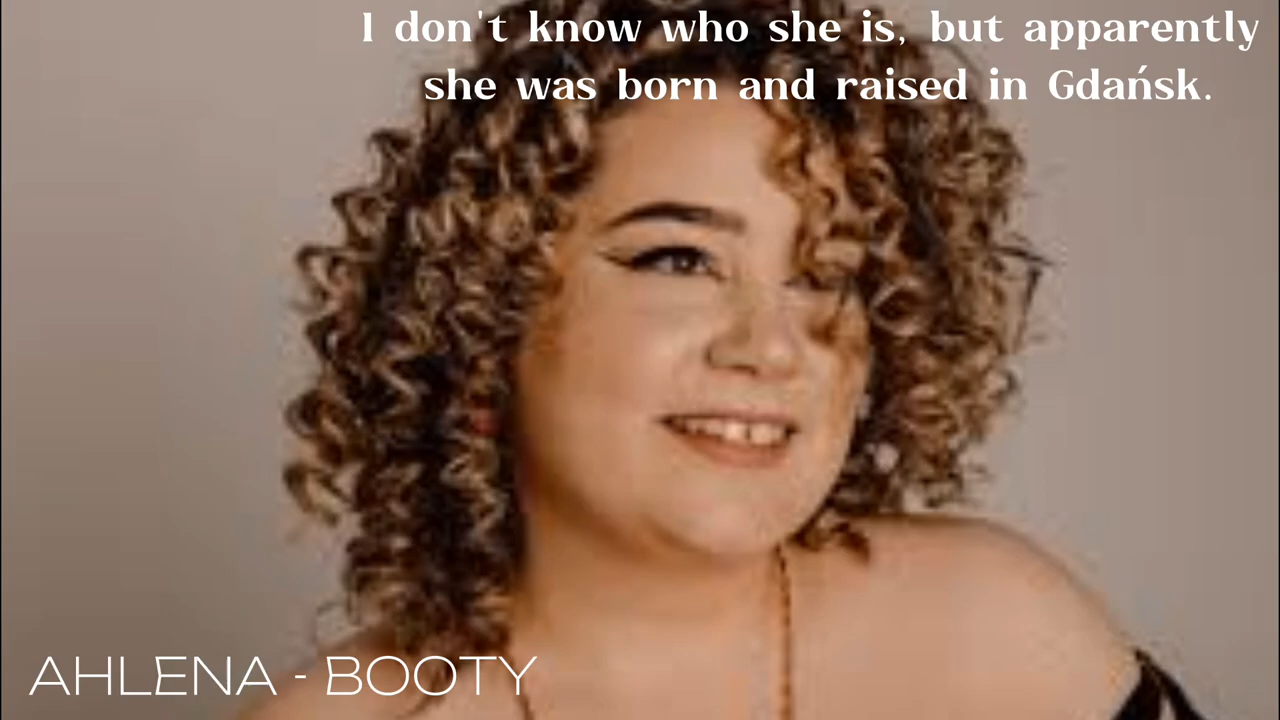 I don't know who she is, but apparently
she was born and raised in Gdańsk.
AHLENA - BOOTY